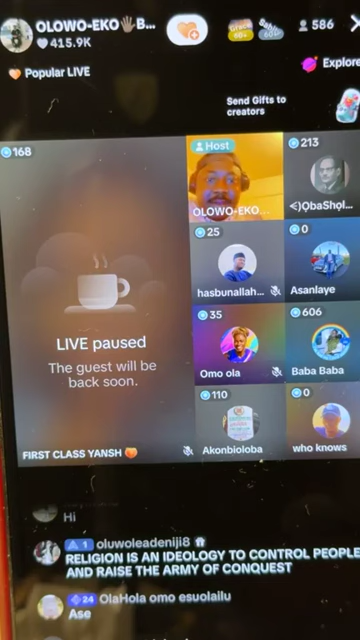 OLOWO-EKO🖐🏿B...
415.9K
586
Popular LIVE
Explore
Send Gifts to
creators
168
Host
213
OLOWO-EKO...
ObaShol...
25
0
hasbunallah...
Asanlaye
35
606
LIVE paused
The guest will be
back soon.
Omo ola
Baba Baba
110
0
FIRST CLASS YANSH
Akonbioloba
who knows
Hi
1 oluwoleadeniji8
RELIGION IS AN IDEOLOGY TO CONTROL PEOPLE
AND RAISE THE ARMY OF CONQUEST
24 OlaHola omo esuolailu
Ase